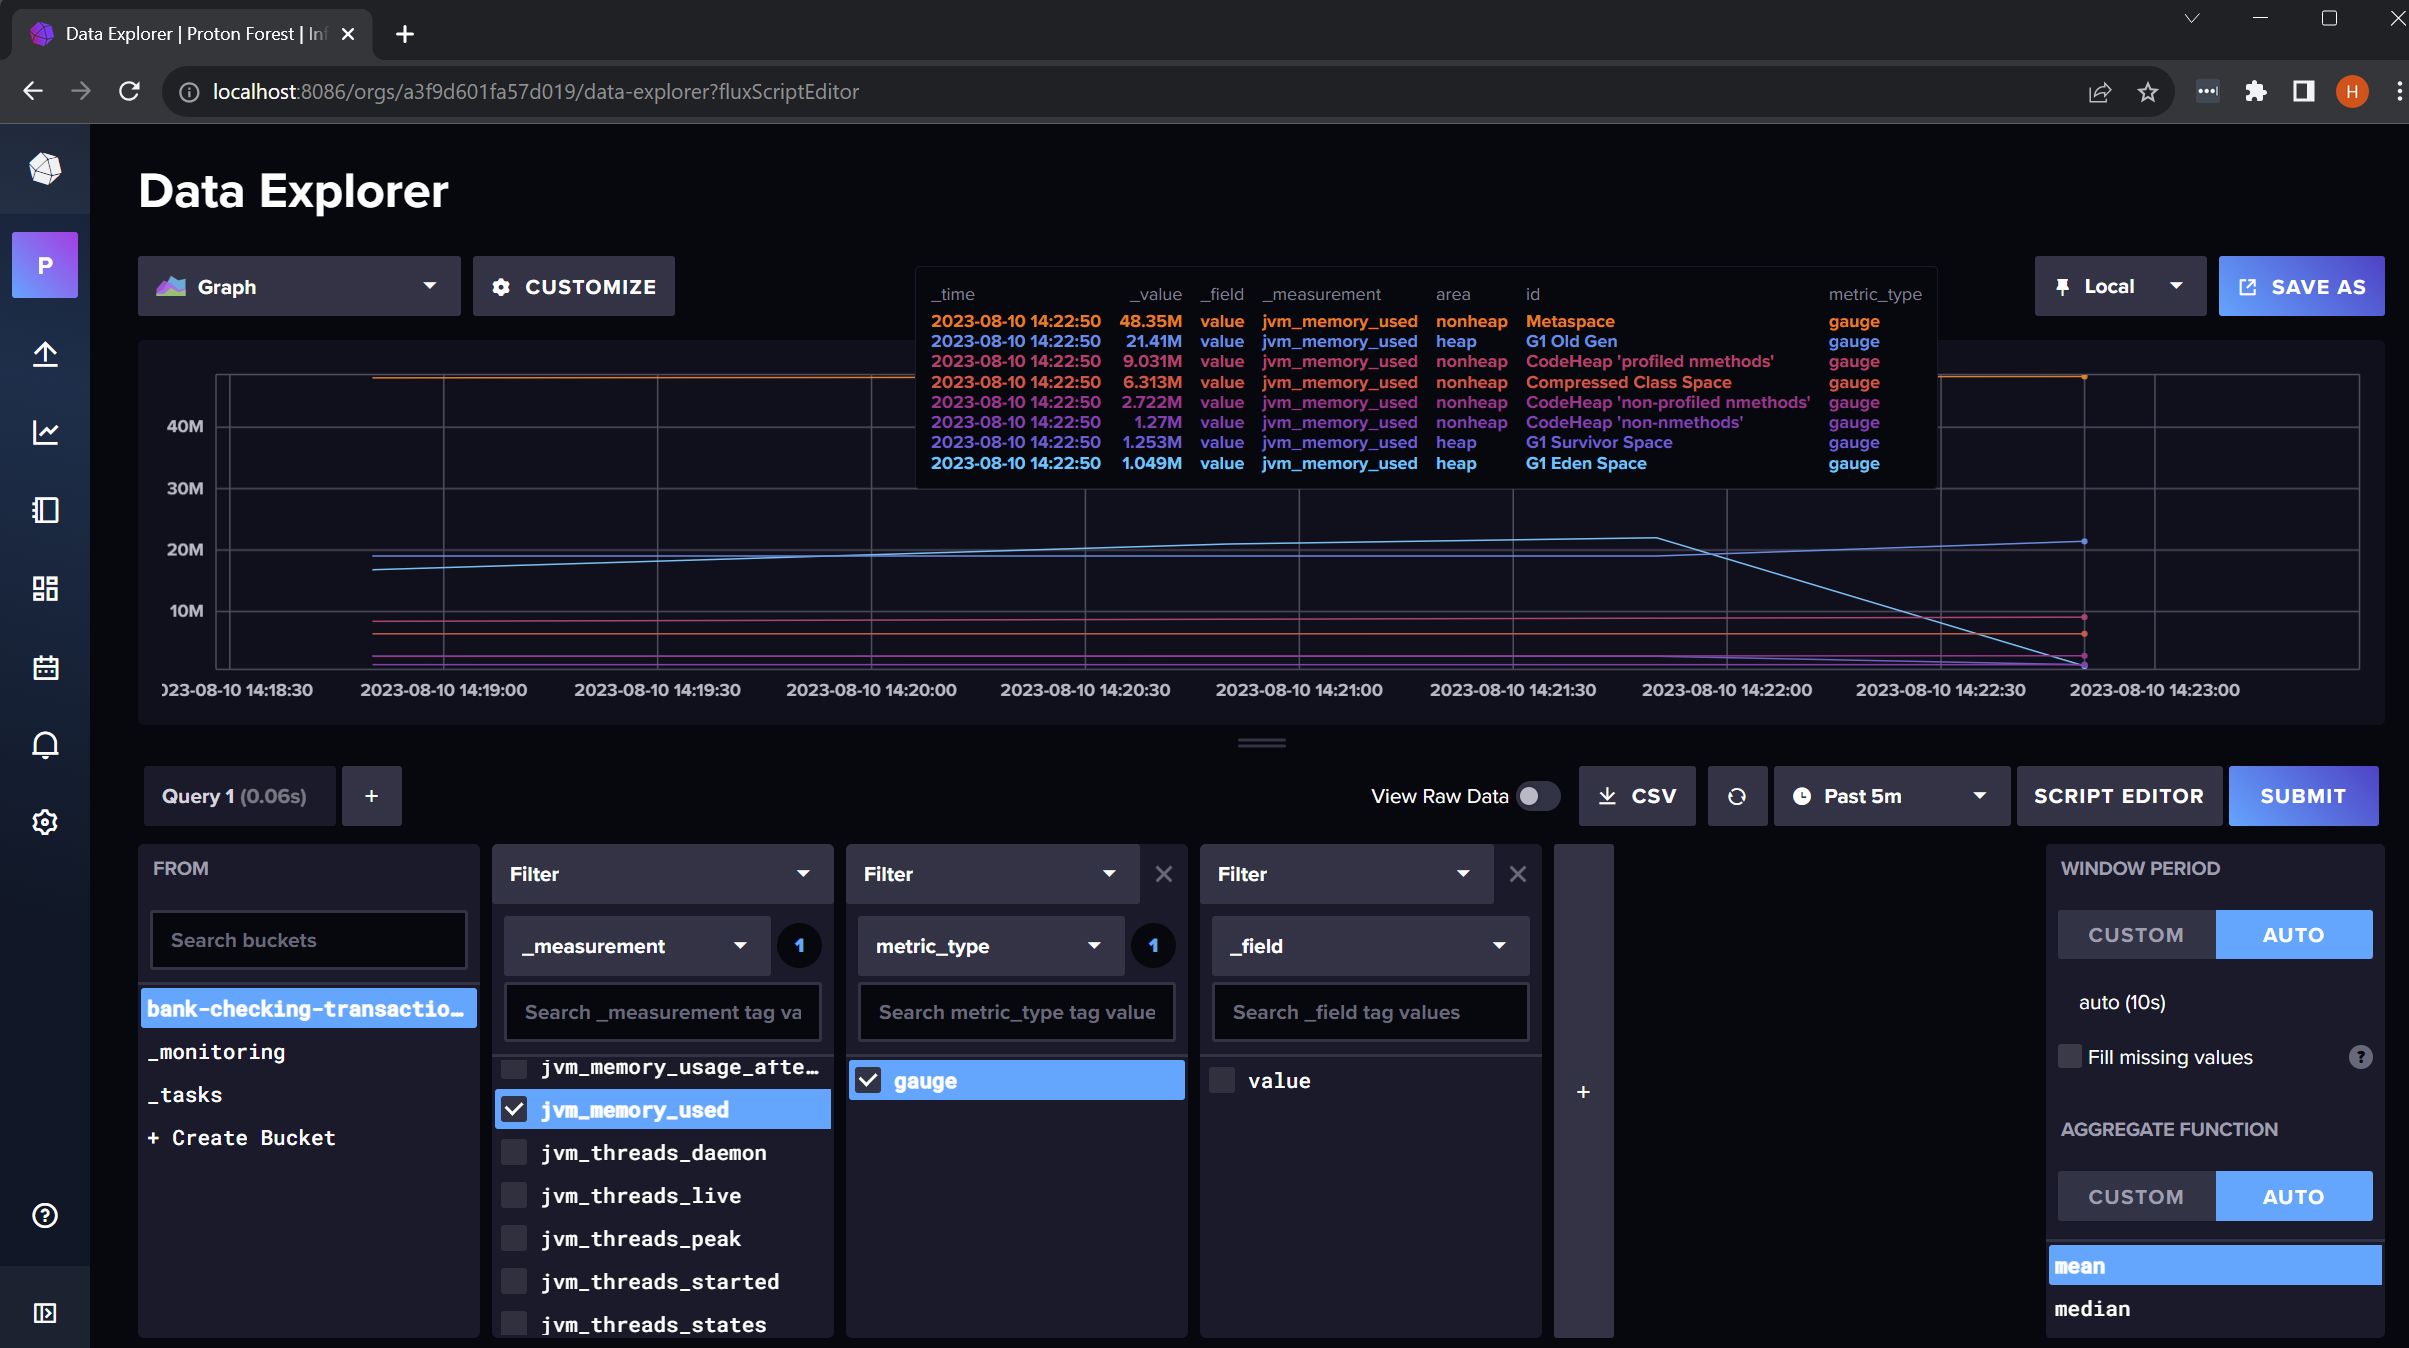 Data Explorer | Proton Forest | Inf
localhost:8086/orgs/a3f9d601fa57d019/data-explorer?fluxScriptEditor
H
P
Data Explorer
Graph
CUSTOMIZE
Local
SAVE AS
_time _value _field _measurement area id metric_type
2023-08-10 14:22:50 48.35M value jvm_memory_used nonheap Metaspace gauge
2023-08-10 14:22:50 21.41M value jvm_memory_used heap G1 Old Gen gauge
2023-08-10 14:22:50 9.031M value jvm_memory_used nonheap CodeHeap 'profiled nmethods' gauge
2023-08-10 14:22:50 6.313M value jvm_memory_used nonheap Compressed Class Space gauge
2023-08-10 14:22:50 2.722M value jvm_memory_used nonheap CodeHeap 'non-profiled nmethods' gauge
2023-08-10 14:22:50 1.27M value jvm_memory_used nonheap CodeHeap 'non-nmethods' gauge
2023-08-10 14:22:50 1.253M value jvm_memory_used heap G1 Survivor Space gauge
2023-08-10 14:22:50 1.049M value jvm_memory_used heap G1 Eden Space gauge
40M
30M
20M
10M
023-08-10 14:18:30 2023-08-10 14:19:00 2023-08-10 14:19:30 2023-08-10 14:20:00 2023-08-10 14:20:30 2023-08-10 14:21:00 2023-08-10 14:21:30 2023-08-10 14:22:00 2023-08-10 14:22:30 2023-08-10 14:23:00
Query 1 (0.06s)
+
View Raw Data
CSV
Past 5m
SCRIPT EDITOR
SUBMIT
FROM
Search buckets
bank-checking-transactio…
_monitoring
_tasks
+ Create Bucket
Filter
_measurement
1
Search _measurement tag va
jvm_memory_usage_afte…
jvm_memory_used
jvm_threads_daemon
jvm_threads_live
jvm_threads_peak
jvm_threads_started
jvm_threads_states
Filter
metric_type
1
Search metric_type tag value
gauge
Filter
_field
Search _field tag values
value
+
WINDOW PERIOD
CUSTOM
AUTO
auto (10s)
Fill missing values
?
AGGREGATE FUNCTION
CUSTOM
AUTO
mean
median